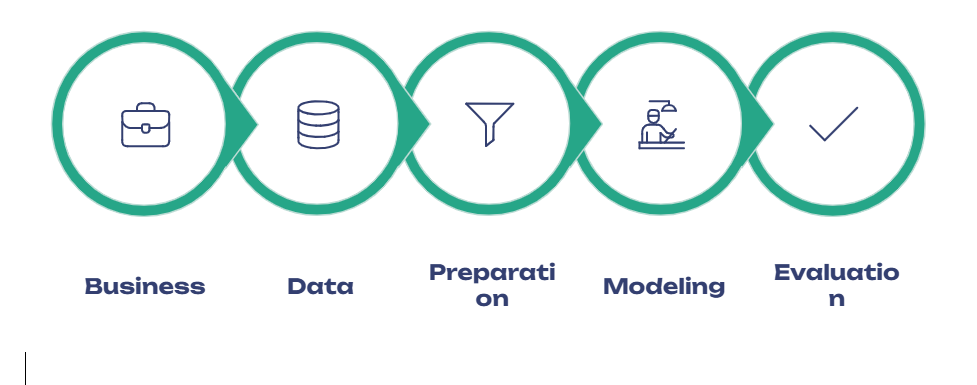 Business
Data
Preparati
on
Modeling
Evaluatio
n